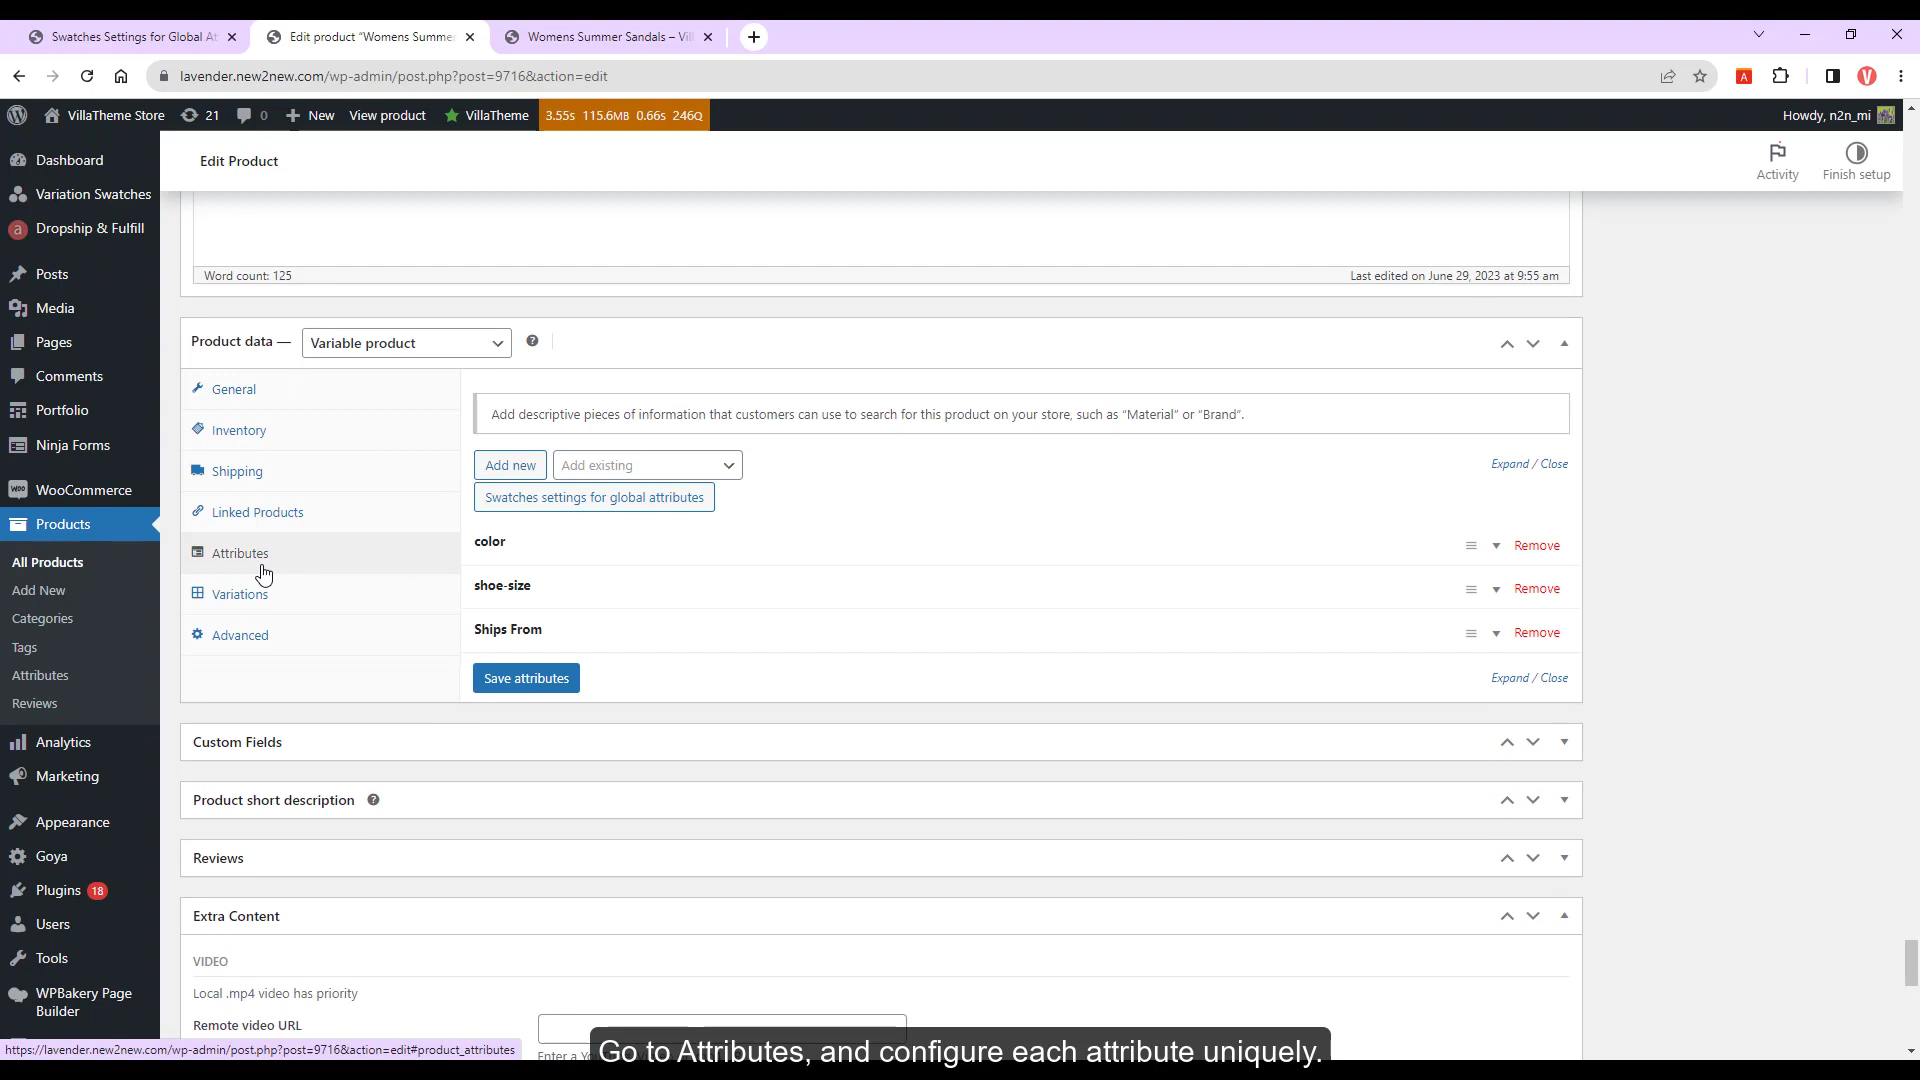 Swatches Settings for Global At
Edit product "Womens Summer
Womens Summer Sandals – Vil
lavender.new2new.com/wp-admin/post.php?post=9716&action=edit
A
V
VillaTheme Store
21
0
New
View product
VillaTheme
3.55s 115.6MB 0.66s 246Q
Howdy, n2n_mi
Dashboard
Variation Swatches
a
Dropship & Fulfill
Posts
Media
Pages
Comments
Portfolio
Ninja Forms
Woo
WooCommerce
Products
All Products
Add New
Categories
Tags
Attributes
Reviews
Analytics
Marketing
Appearance
Goya
Plugins 18
Users
Tools
WPBakery Page
Builder
Edit Product
Activity
Finish setup
Word count: 125
Last edited on June 29, 2023 at 9:55 am
Product data —
Variable product
General
Inventory
Shipping
Linked Products
Attributes
Variations
Advanced
Add descriptive pieces of information that customers can use to search for this product on your store, such as "Material" or "Brand".
Add new
Add existing
Expand / Close
Swatches settings for global attributes
color
Remove
shoe-size
Remove
Ships From
Remove
Save attributes
Expand / Close
Custom Fields
Product short description
Reviews
Extra Content
VIDEO
Local .mp4 video has priority
Remote video URL
https://lavender.new2new.com/wp-admin/post.php?post=9716&action=edit#product_attributes
Go to Attributes, and configure each attribute uniquely.